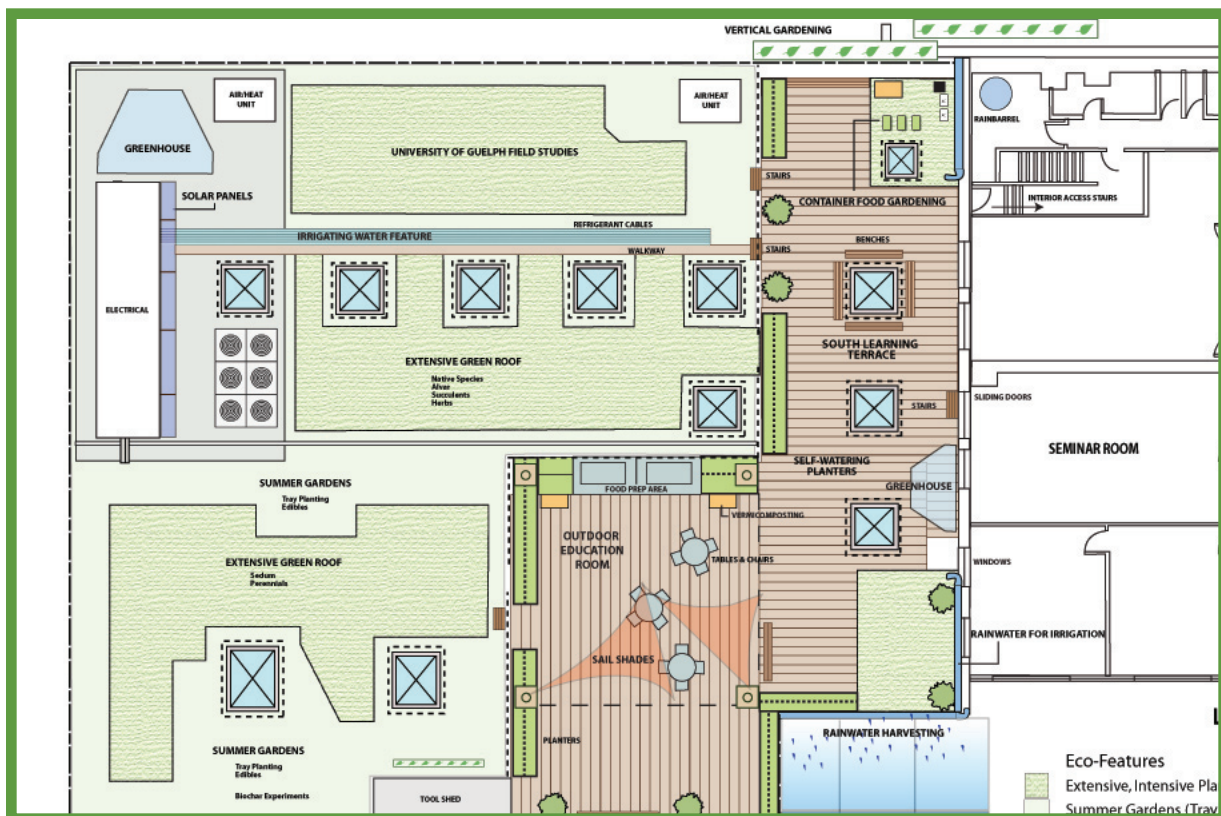 VERTICAL GARDENING
AIR/HEAT
UNIT
AIR/HEAT
UNIT
GREENHOUSE
UNIVERSITY OF GUELPH FIELD STUDIES
RAINBARREL
SOLAR PANELS
STAIRS
CONTAINER FOOD GARDENING
INTERIOR ACCESS STAIRS
REFRIGERANT CABLES
IRRIGATING WATER FEATURE
WALKWAY
STAIRS
BENCHES
ELECTRICAL
SOUTH LEARNING
TERRACE
EXTENSIVE GREEN ROOF
Native Species
Alvar
Succulents
Herbs
STAIRS
SLIDING DOORS
SEMINAR ROOM
SELF-WATERING
PLANTERS
GREENHOUSE
SUMMER GARDENS
Tray Planting
Edibles
FOOD PREP AREA
VERMICOMPOSTING
OUTDOOR
EDUCATION
ROOM
TABLES & CHAIRS
EXTENSIVE GREEN ROOF
Sedum
Perennials
WINDOWS
RAINWATER FOR IRRIGATION
SAIL SHADES
SUMMER GARDENS
Tray Planting
Edibles
Biochar Experiments
PLANTERS
RAINWATER HARVESTING
TOOL SHED
L
Eco-Features
Extensive, Intensive Pla
Summer Gardens (Tray